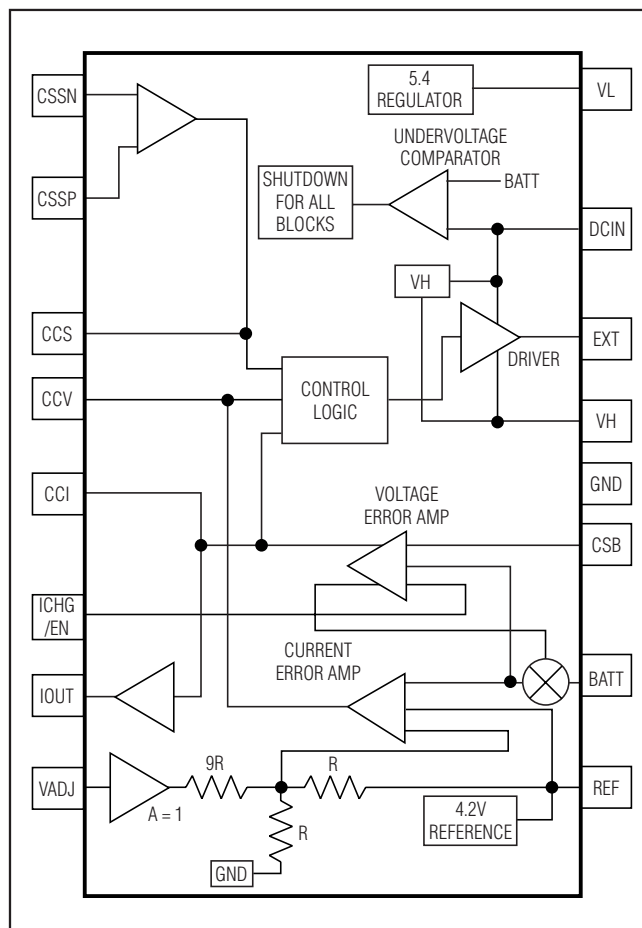 CSSN
CSSP
CCS
CCV
CCI
ICHG
/EN
IOUT
VADJ
5.4
REGULATOR
VL
UNDERVOLTAGE
COMPARATOR
SHUTDOWN
FOR ALL
BLOCKS
BATT
DCIN
VH
DRIVER
EXT
CONTROL
LOGIC
VH
GND
VOLTAGE
ERROR AMP
CSB
CURRENT
ERROR AMP
BATT
A = 1
9R
R
R
GND
4.2V
REFERENCE
REF